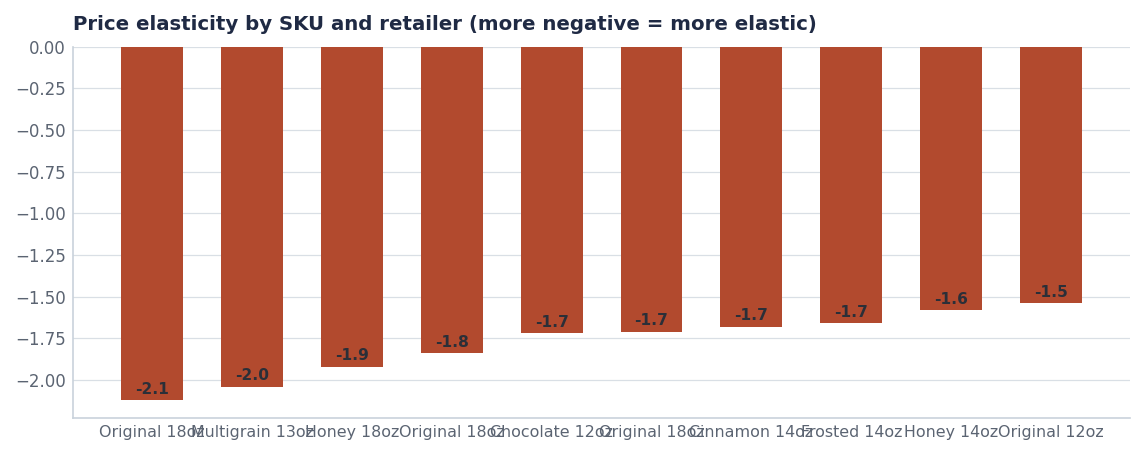 Price elasticity by SKU and retailer (more negative = more elastic)
0.00
−0.25
−0.50
−0.75
−1.00
−1.25
−1.50
−1.75
−2.00
-2.1
-2.0
-1.9
-1.8
-1.7
-1.7
-1.7
-1.7
-1.6
-1.5
Original 18oz
Multigrain 13oz
Honey 18oz
Original 18oz
Chocolate 12oz
Original 18oz
Cinnamon 14oz
Frosted 14oz
Honey 14oz
Original 12oz